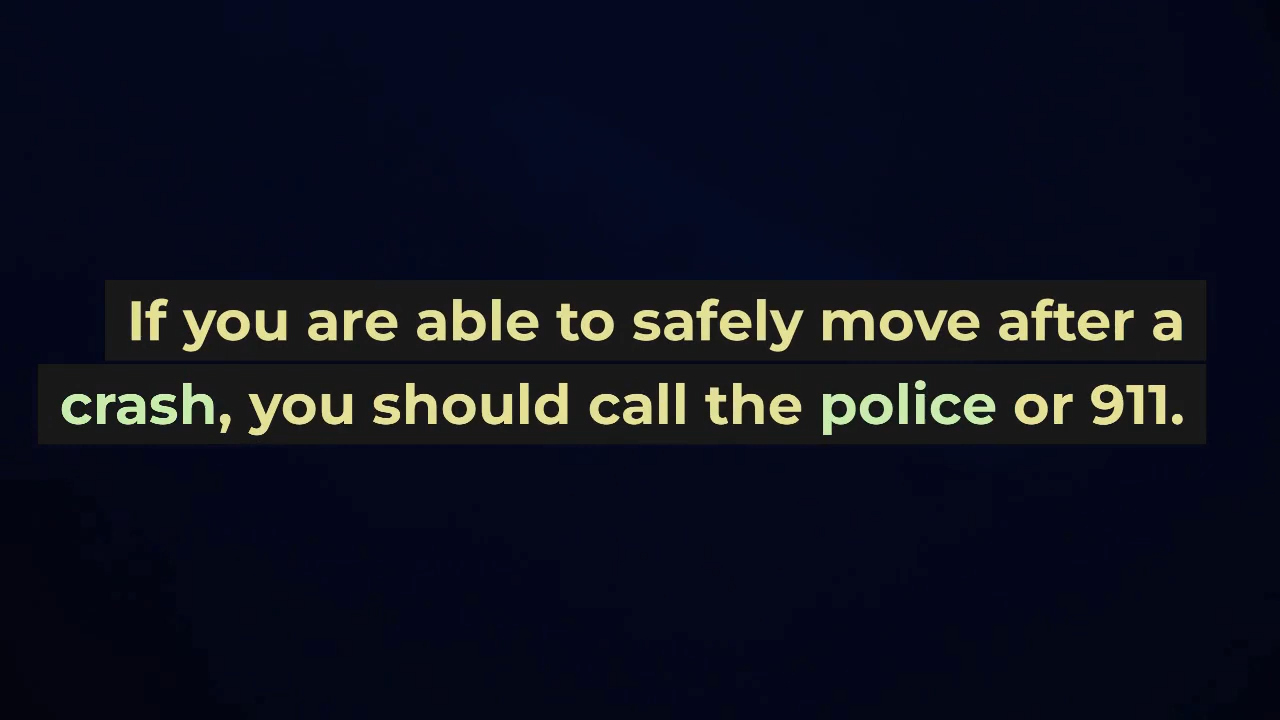 If you are able to safely move after a
crash, you should call the police or 911.